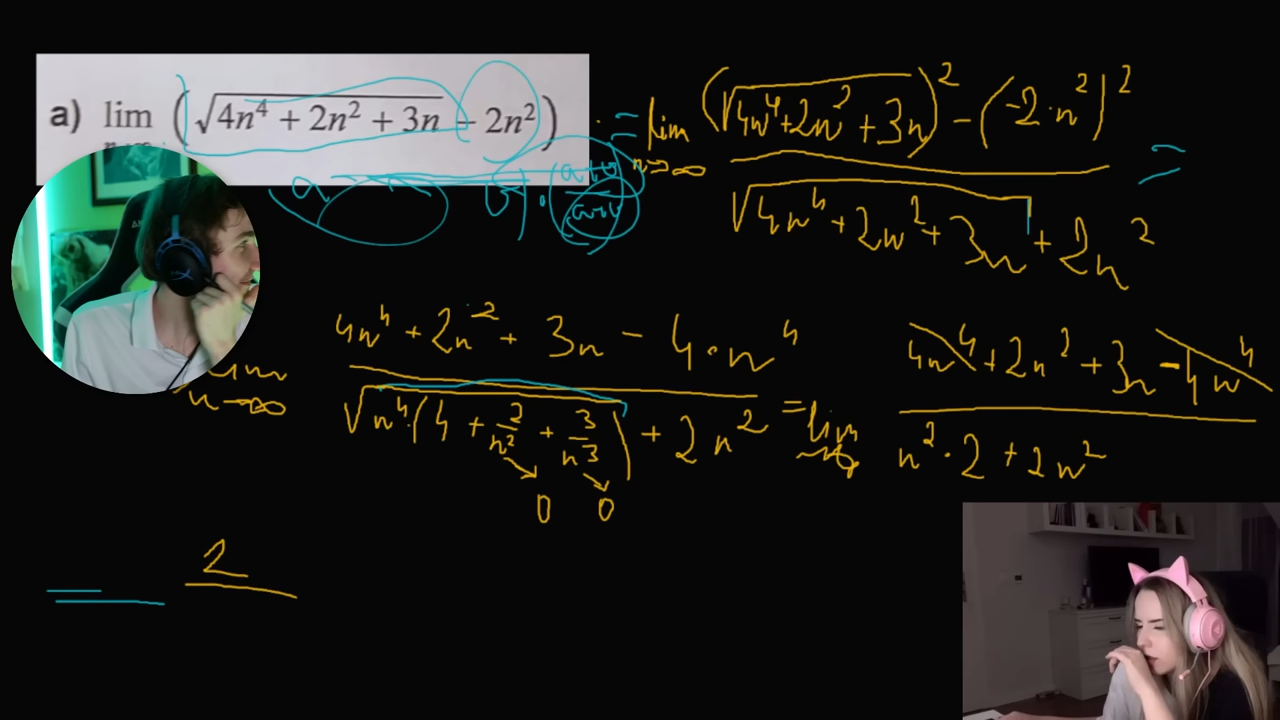 a) lim (√4n⁴ + 2n² + 3n - 2n²)
a b) · (a+b / a+b)
= lim n→∞ (√4n⁴+2n²+3n)² - (-2·n²)² / √4n⁴+2n²+3n + 2n² =
lim n→∞ 4n⁴+2n²+3n - 4·n⁴ / √n⁴·(4 + 2/n² + 3/n³) + 2n² = lim 4n⁴+2n²+3n-4n⁴ / n²·2+2n²
0 0
= 2